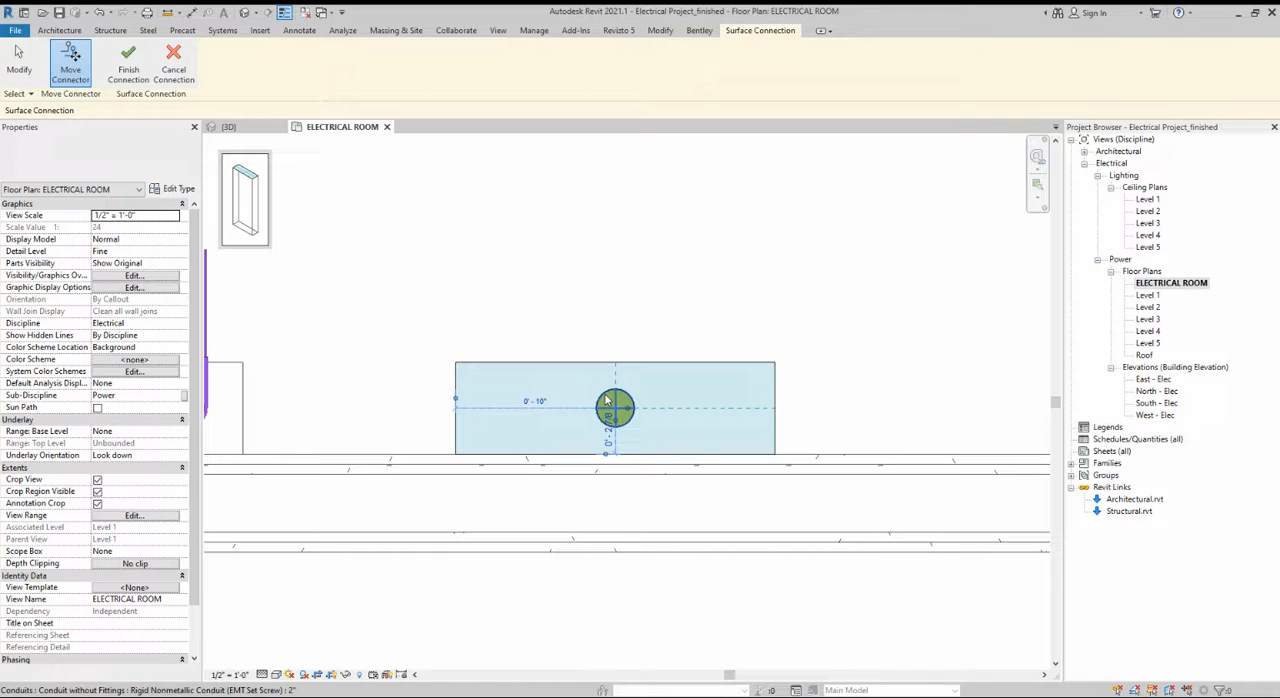 Autodesk Revit 2021.1 - Electrical Project_finished - Floor Plan: ELECTRICAL ROOM
Sign In
File Architecture Structure Steel Precast Systems Insert Annotate Analyze Massing & Site Collaborate View Manage Add-Ins Revizto 5 Modify Bentley Surface Connection
Modify
Move Connector
Finish Connection
Cancel Connection
Select Move Connector Surface Connection
Surface Connection
Properties
{3D}
ELECTRICAL ROOM
Project Browser - Electrical Project_finished
Floor Plan: ELECTRICAL ROOM Edit Type
Graphics
View Scale 1/2" = 1'-0"
Scale Value 1: 24
Display Model Normal
Detail Level Fine
Parts Visibility Show Original
Visibility/Graphics Ov... Edit...
Graphic Display Options Edit...
Orientation By Callout
Wall Join Display Clean all wall joins
Discipline Electrical
Show Hidden Lines By Discipline
Color Scheme Location Background
Color Scheme <none>
System Color Schemes Edit...
Default Analysis Displ... None
Sub-Discipline Power
Sun Path
Underlay
Range: Base Level None
Range: Top Level Unbounded
Underlay Orientation Look down
Extents
Crop View
Crop Region Visible
Annotation Crop
View Range Edit...
Associated Level Level 1
Parent View Level 1
Scope Box None
Depth Clipping No clip
Identity Data
View Template <None>
View Name ELECTRICAL ROOM
Dependency Independent
Title on Sheet
Referencing Sheet
Referencing Detail
Phasing
0' - 10"
Views (Discipline)
Architectural
Electrical
Lighting
Ceiling Plans
Level 1
Level 2
Level 3
Level 4
Level 5
Power
Floor Plans
ELECTRICAL ROOM
Level 1
Level 2
Level 3
Level 4
Level 5
Roof
Elevations (Building Elevation)
East - Elec
North - Elec
South - Elec
West - Elec
Legends
Schedules/Quantities (all)
Sheets (all)
Families
Groups
Revit Links
Architectural.rvt
Structural.rvt
1/2" = 1'-0"
Conduits : Conduit without Fittings : Rigid Nonmetallic Conduit (EMT Set Screw) : 2"
:0
Main Model
:0